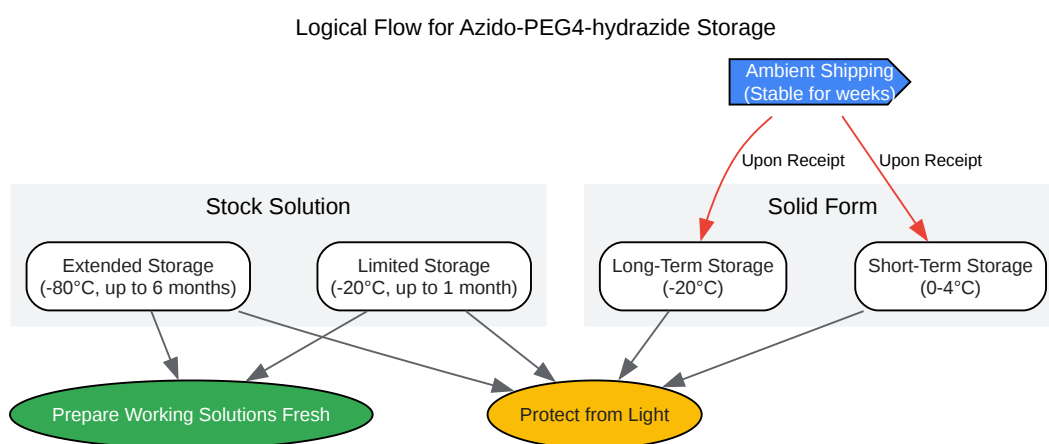 Logical Flow for Azido-PEG4-hydrazide Storage
Ambient Shipping
(Stable for weeks)
Upon Receipt
Upon Receipt
Stock Solution
Solid Form
Extended Storage
(-80°C, up to 6 months)
Limited Storage
(-20°C, up to 1 month)
Long-Term Storage
(-20°C)
Short-Term Storage
(0-4°C)
Prepare Working Solutions Fresh
Protect from Light